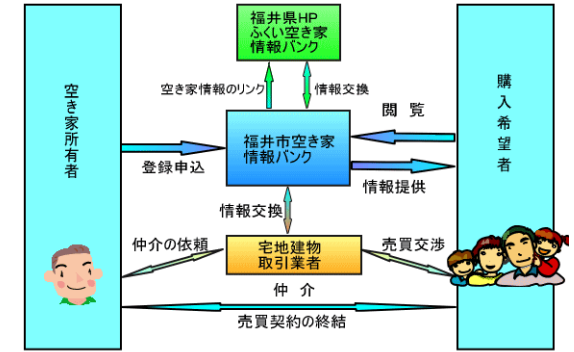 福井県HP
ふくい空き家
情報バンク
空き家情報のリンク
情報交換
空き家所有者
購入希望者
閲覧
福井市空き家
情報バンク
登録申込
情報提供
情報交換
仲介の依頼
宅地建物
取引業者
売買交渉
仲介
売買契約の終結